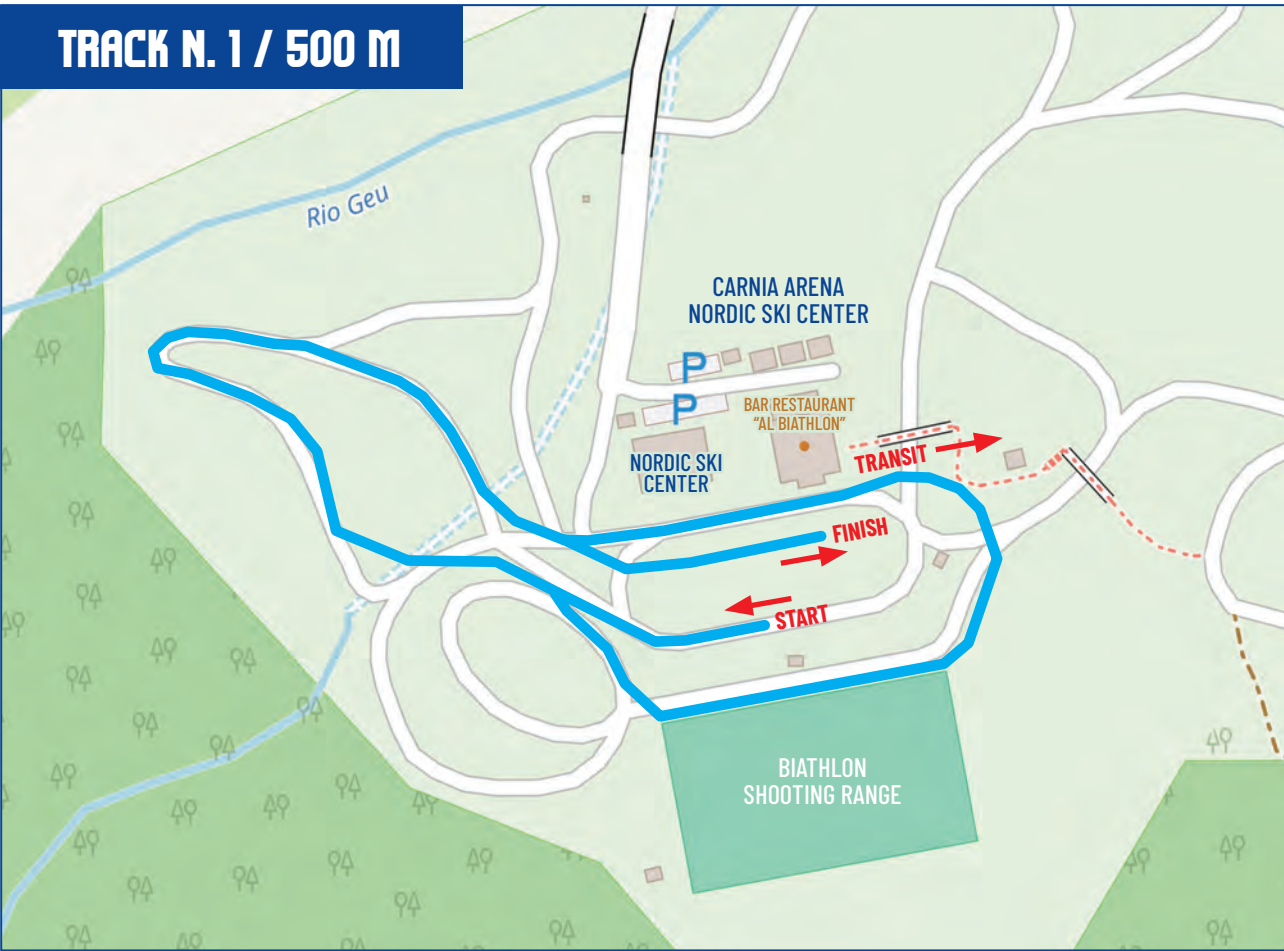 TRACK N. 1 / 500 M
Rio Geu
CARNIA ARENA
NORDIC SKI CENTER
P
P
BAR RESTAURANT
"AL BIATHLON"
NORDIC SKI
CENTER
TRANSIT
FINISH
START
BIATHLON
SHOOTING RANGE